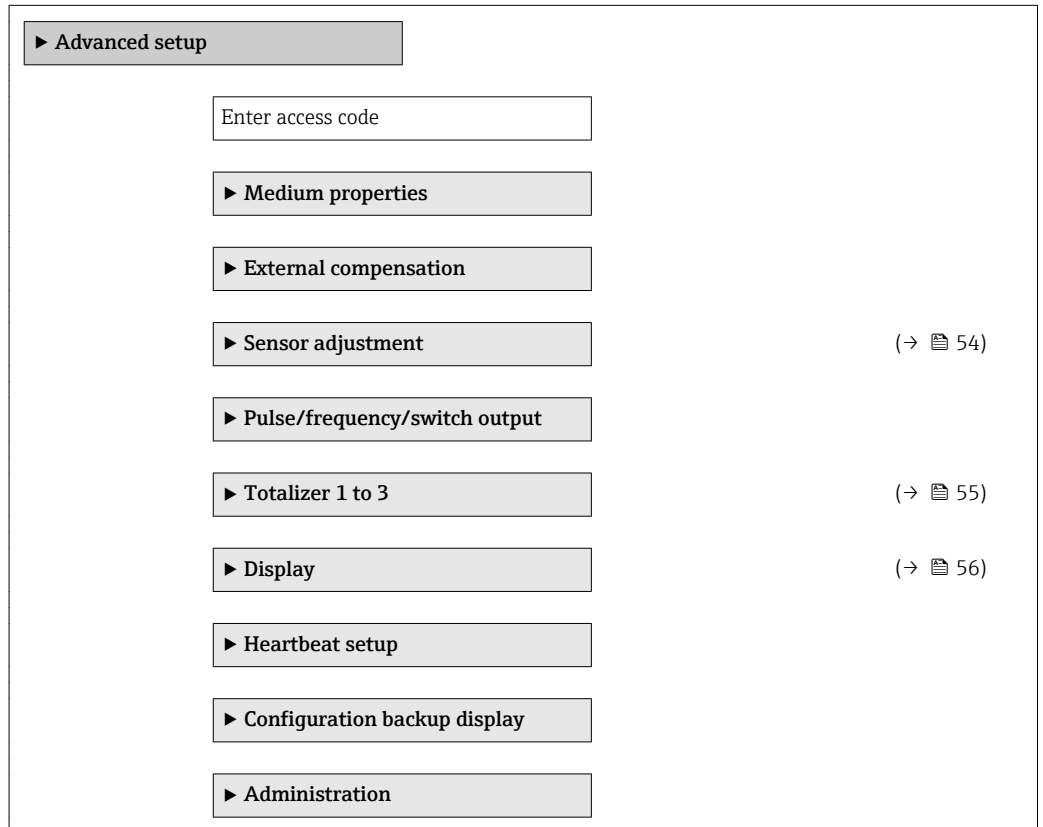 ▶ Advanced setup
Enter access code
▶ Medium properties
▶ External compensation
▶ Sensor adjustment (→ 🖹 54)
▶ Pulse/frequency/switch output
▶ Totalizer 1 to 3 (→ 🖹 55)
▶ Display (→ 🖹 56)
▶ Heartbeat setup
▶ Configuration backup display
▶ Administration